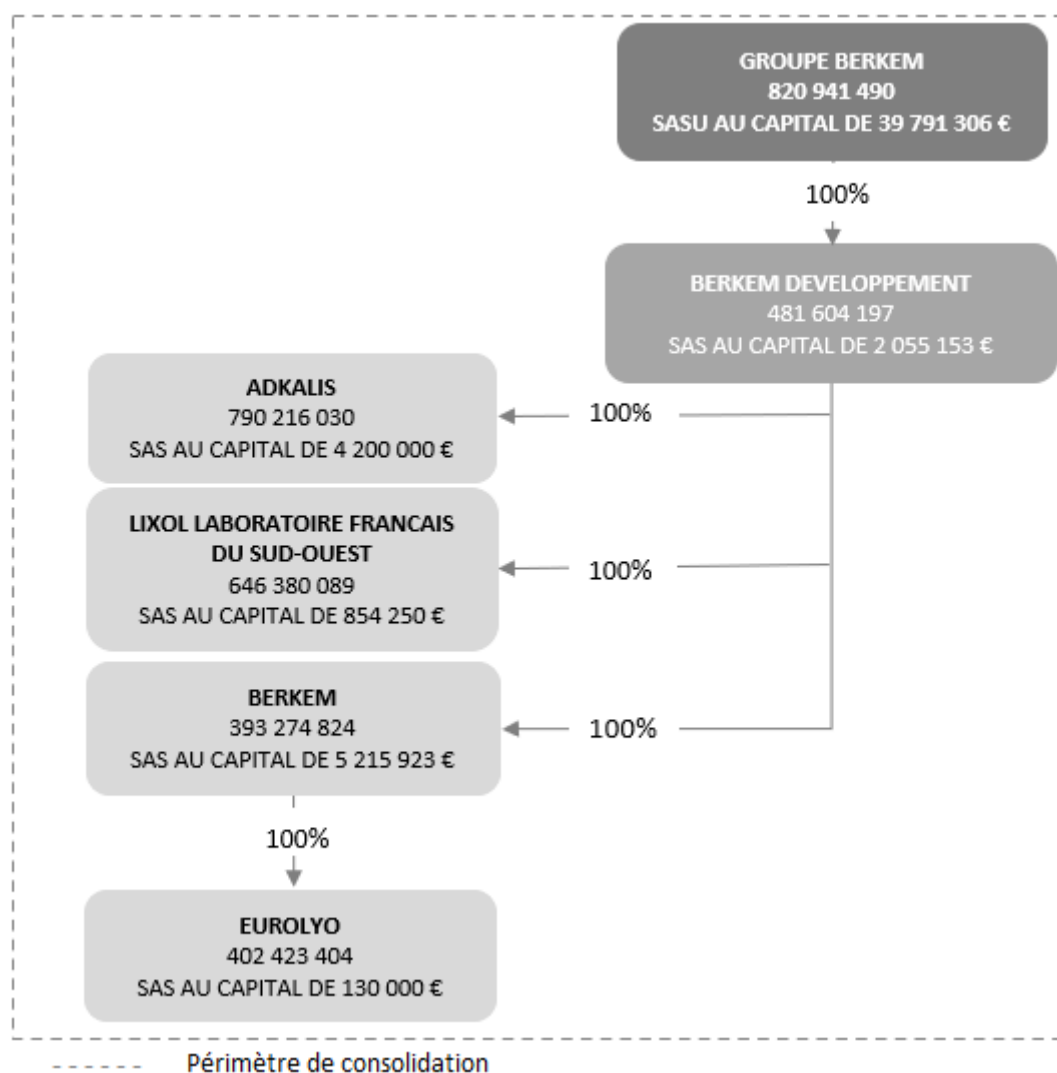 GROUPE BERKEM
820 941 490
SASU AU CAPITAL DE 39 791 306 €
100%
BERKEM DEVELOPPEMENT
481 604 197
SAS AU CAPITAL DE 2 055 153 €
ADKALIS
790 216 030
SAS AU CAPITAL DE 4 200 000 €
100%
LIXOL LABORATOIRE FRANCAIS
DU SUD-OUEST
646 380 089
SAS AU CAPITAL DE 854 250 €
100%
BERKEM
393 274 824
SAS AU CAPITAL DE 5 215 923 €
100%
100%
EUROLYO
402 423 404
SAS AU CAPITAL DE 130 000 €
Périmètre de consolidation